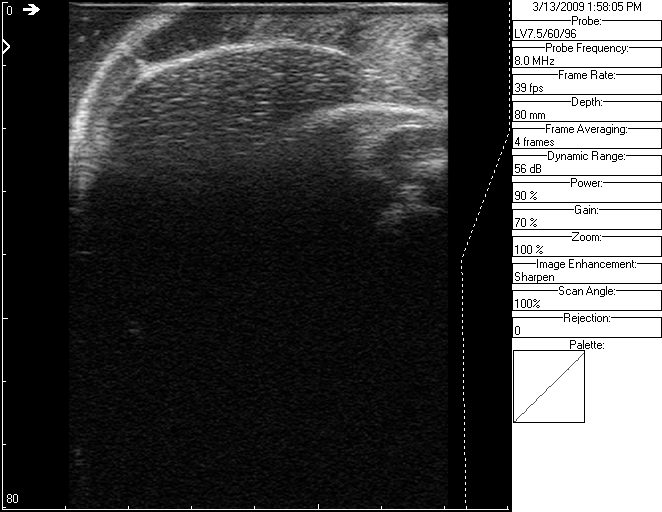 0
80
3/13/2009 1:58:05 PM
Probe:
LV7.5/60/96
Probe Frequency:
8.0 MHz
Frame Rate:
39 fps
Depth:
80 mm
Frame Averaging:
4 frames
Dynamic Range:
56 dB
Power:
90 %
Gain:
70 %
Zoom:
100 %
Image Enhancement:
Sharpen
Scan Angle:
100%
Rejection:
0
Palette: